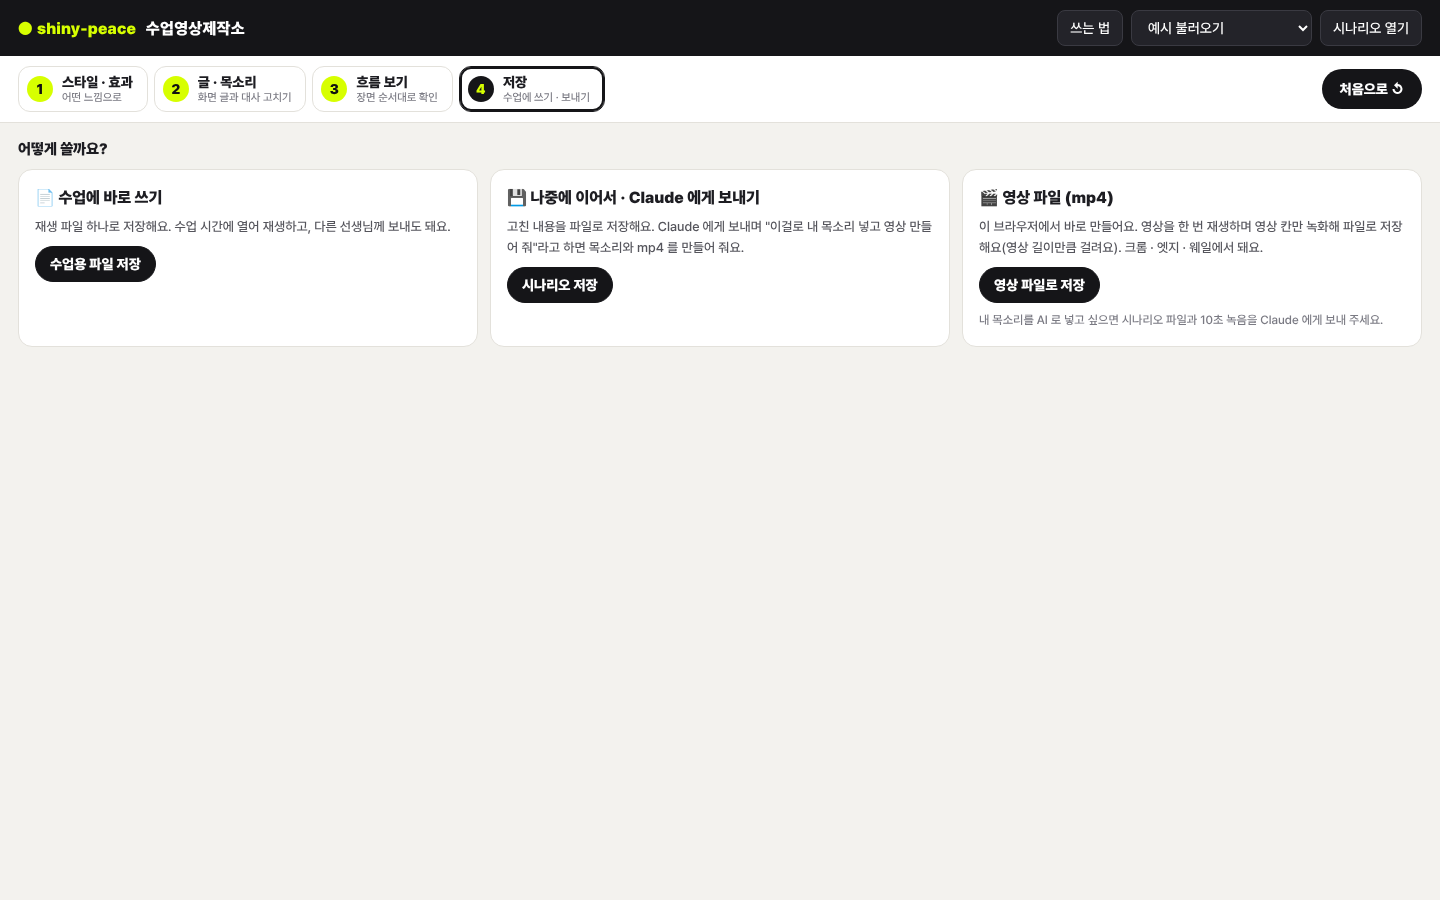 shiny-peace 수업영상제작소
쓰는 법
예시 불러오기
시나리오 열기
1
스타일 · 효과
어떤 느낌으로
2
글 · 목소리
화면 글과 대사 고치기
3
흐름 보기
장면 순서대로 확인
4
저장
수업에 쓰기 · 보내기
처음으로 ↺
어떻게 쓸까요?
📄 수업에 바로 쓰기
재생 파일 하나로 저장해요. 수업 시간에 열어 재생하고, 다른 선생님께 보내도 돼요.
수업용 파일 저장
💾 나중에 이어서 · Claude 에게 보내기
고친 내용을 파일로 저장해요. Claude 에게 보내며 "이걸로 내 목소리 넣고 영상 만들
어 줘"라고 하면 목소리와 mp4 를 만들어 줘요.
시나리오 저장
🎬 영상 파일 (mp4)
이 브라우저에서 바로 만들어요. 영상을 한 번 재생하며 영상 칸만 녹화해 파일로 저장
해요(영상 길이만큼 걸려요). 크롬 · 엣지 · 웨일에서 돼요.
영상 파일로 저장
내 목소리를 AI 로 넣고 싶으면 시나리오 파일과 10초 녹음을 Claude 에게 보내 주세요.